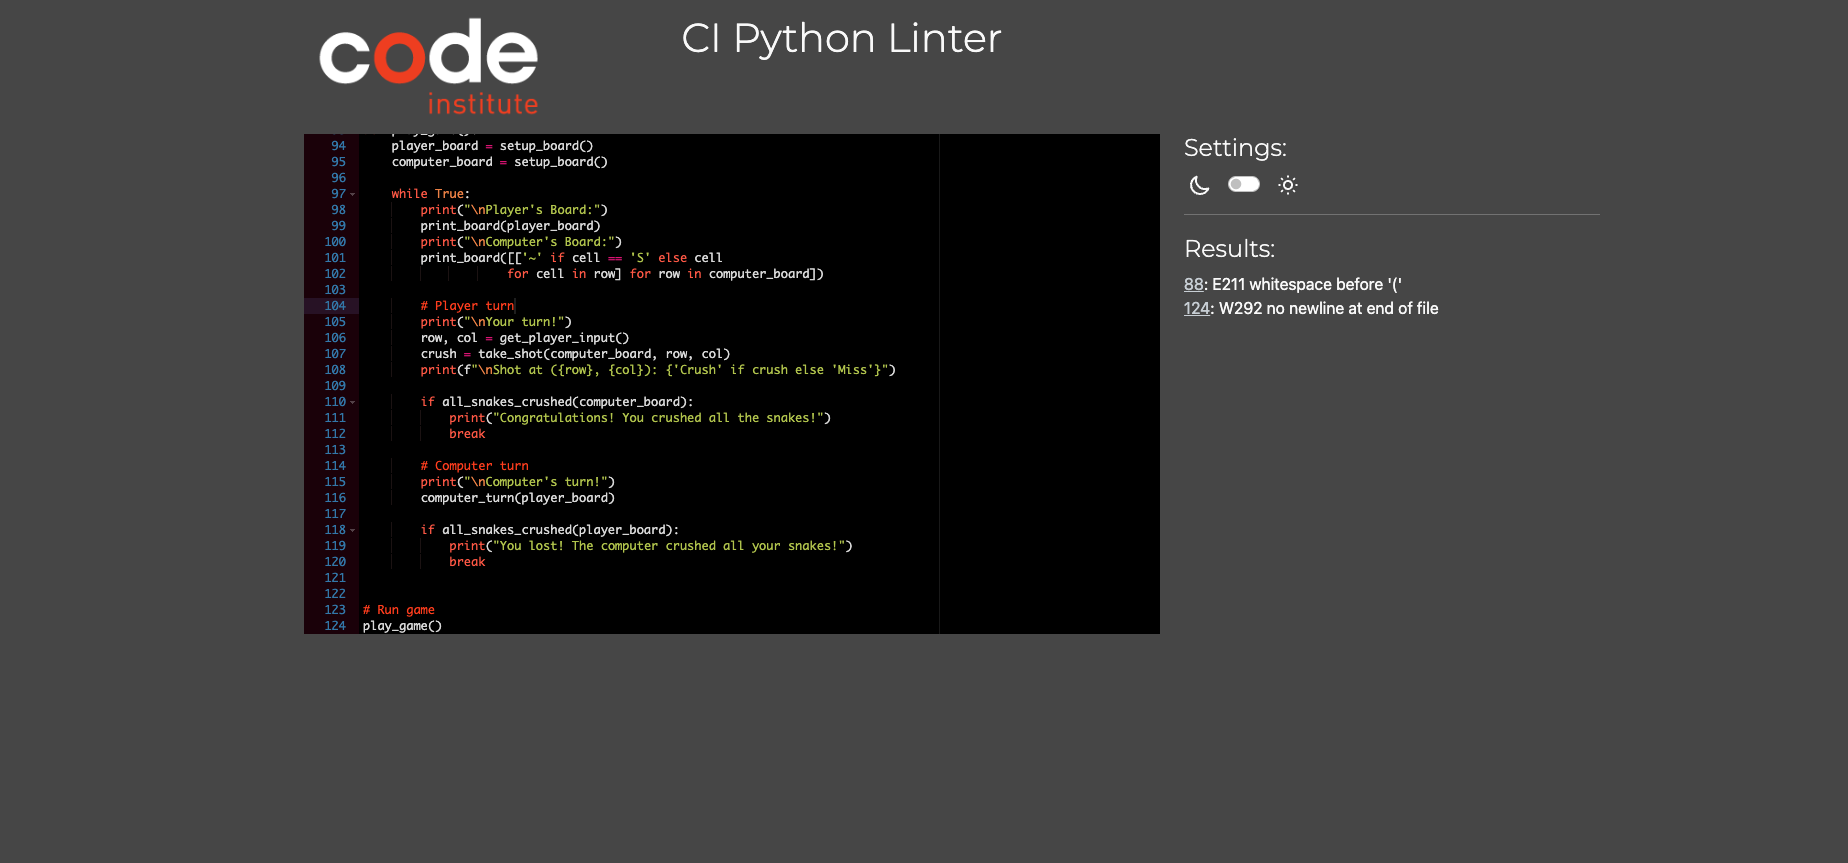 code
institute
CI Python Linter
94 player_board = setup_board()
95 computer_board = setup_board()
96
97 while True:
98 print("\nPlayer's Board:")
99 print_board(player_board)
100 print("\nComputer's Board:")
101 print_board([['~' if cell == 'S' else cell
102 for cell in row] for row in computer_board])
103
104 # Player turn
105 print("\nYour turn!")
106 row, col = get_player_input()
107 crush = take_shot(computer_board, row, col)
108 print(f"\nShot at ({row}, {col}): {'Crush' if crush else 'Miss'}")
109
110 if all_snakes_crushed(computer_board):
111 print("Congratulations! You crushed all the snakes!")
112 break
113
114 # Computer turn
115 print("\nComputer's turn!")
116 computer_turn(player_board)
117
118 if all_snakes_crushed(player_board):
119 print("You lost! The computer crushed all your snakes!")
120 break
121
122
123 # Run game
124 play_game()
Settings:
Results:
88: E211 whitespace before '('
124: W292 no newline at end of file